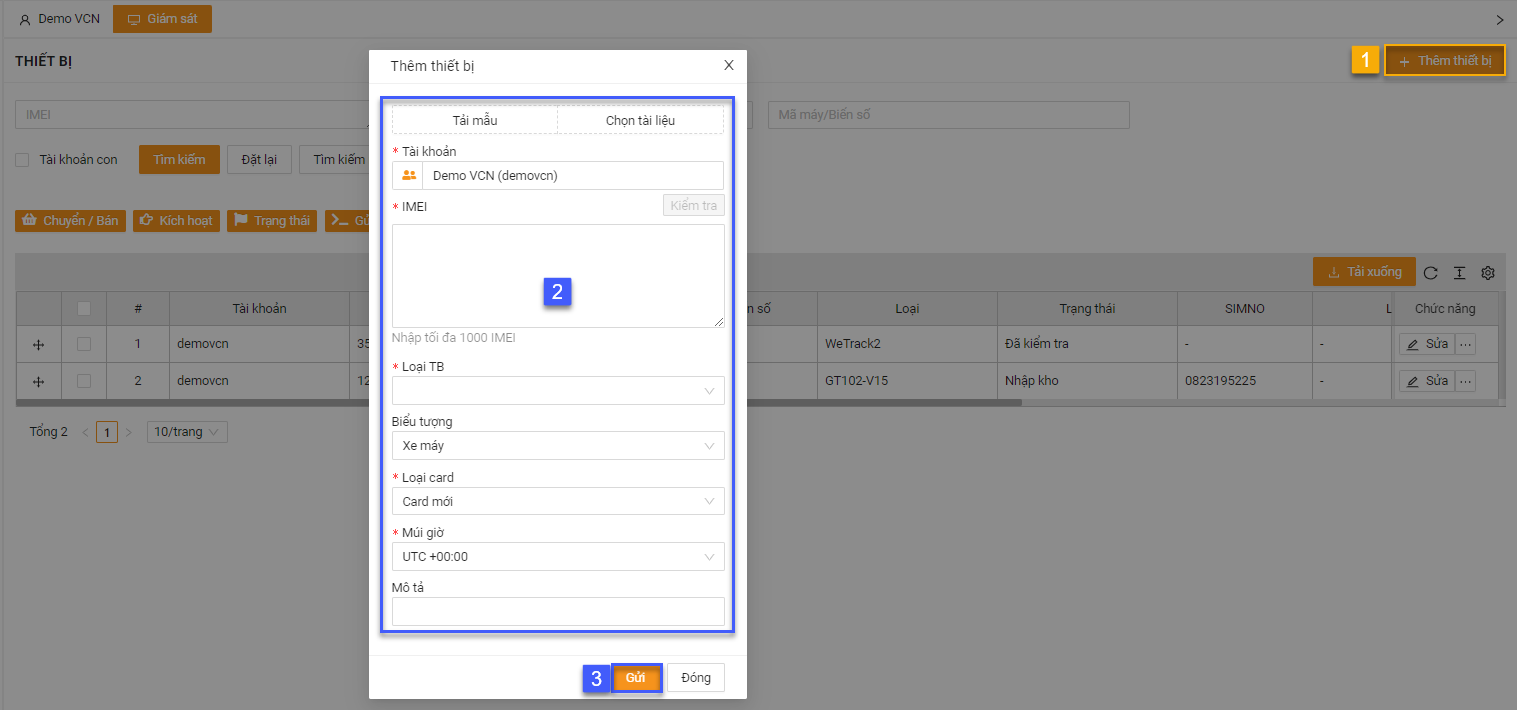 Demo VCN Giám sát
THIẾT BỊ
1 + Thêm thiết bị
IMEI
Mã máy/Biển số
Tài khoản con Tìm kiếm Đặt lại Tìm kiếm
Chuyển / Bán Kích hoạt Trạng thái
Tải xuống
# Tài khoản n số Loại Trạng thái SIMNO L Chức năng
1 demovcn 35 WeTrack2 Đã kiểm tra - - Sửa ...
2 demovcn 12 GT102-V15 Nhập kho 0823195225 - Sửa ...
Tổng 2 < 1 > 10/trang
Thêm thiết bị X
Tải mẫu Chọn tài liệu
* Tài khoản
Demo VCN (demovcn)
* IMEI Kiểm tra
2
Nhập tối đa 1000 IMEI
* Loại TB
Biểu tượng
Xe máy
* Loại card
Card mới
* Múi giờ
UTC +00:00
Mô tả
3 Gửi Đóng